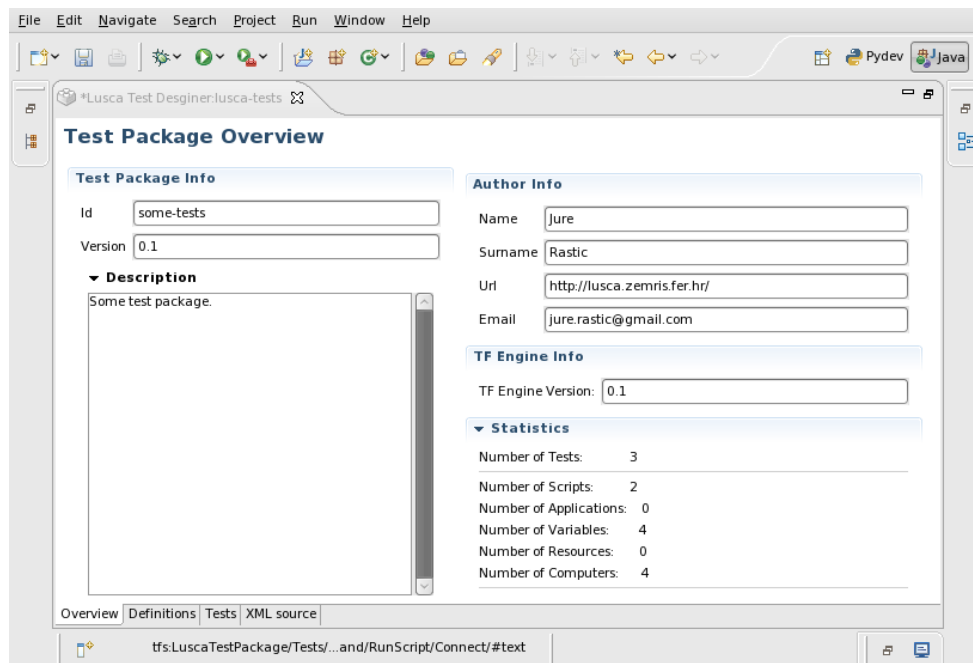 File Edit Navigate Search Project Run Window Help
Pydev Java
*Lusca Test Desginer:lusca-tests
Test Package Overview
Test Package Info
Id some-tests
Version 0.1
Description
Some test package.
Author Info
Name Jure
Surname Rastic
Url http://lusca.zemris.fer.hr/
Email jure.rastic@gmail.com
TF Engine Info
TF Engine Version: 0.1
Statistics
Number of Tests: 3
Number of Scripts: 2
Number of Applications: 0
Number of Variables: 4
Number of Resources: 0
Number of Computers: 4
Overview Definitions Tests XML source
tfs:LuscaTestPackage/Tests/...and/RunScript/Connect/#text